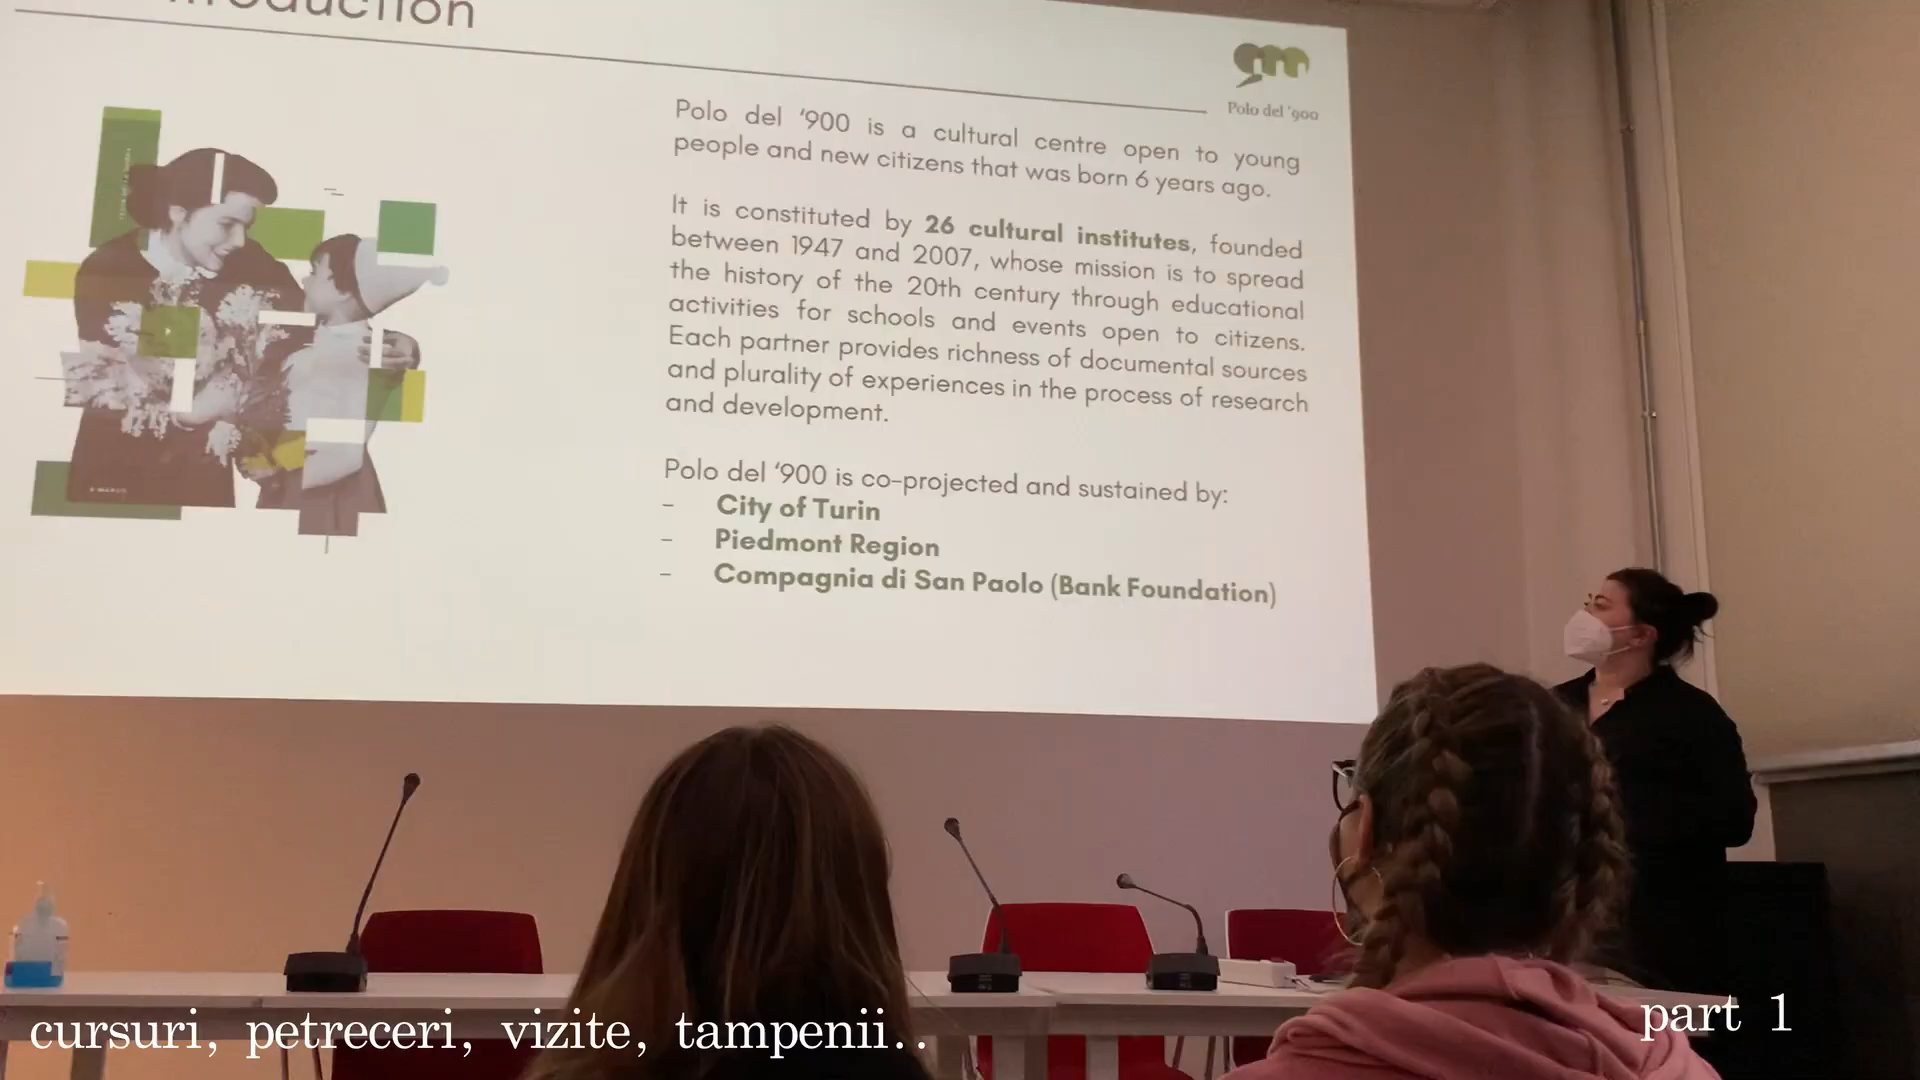 Introduction
Polo del '900
Polo del '900 is a cultural centre open to young
people and new citizens that was born 6 years ago.
It is constituted by 26 cultural institutes, founded
between 1947 and 2007, whose mission is to spread
the history of the 20th century through educational
activities for schools and events open to citizens.
Each partner provides richness of documental sources
and plurality of experiences in the process of research
and development.
Polo del '900 is co-projected and sustained by:
- City of Turin
- Piedmont Region
- Compagnia di San Paolo (Bank Foundation)
cursuri, petreceri, vizite, tampenii..
part 1